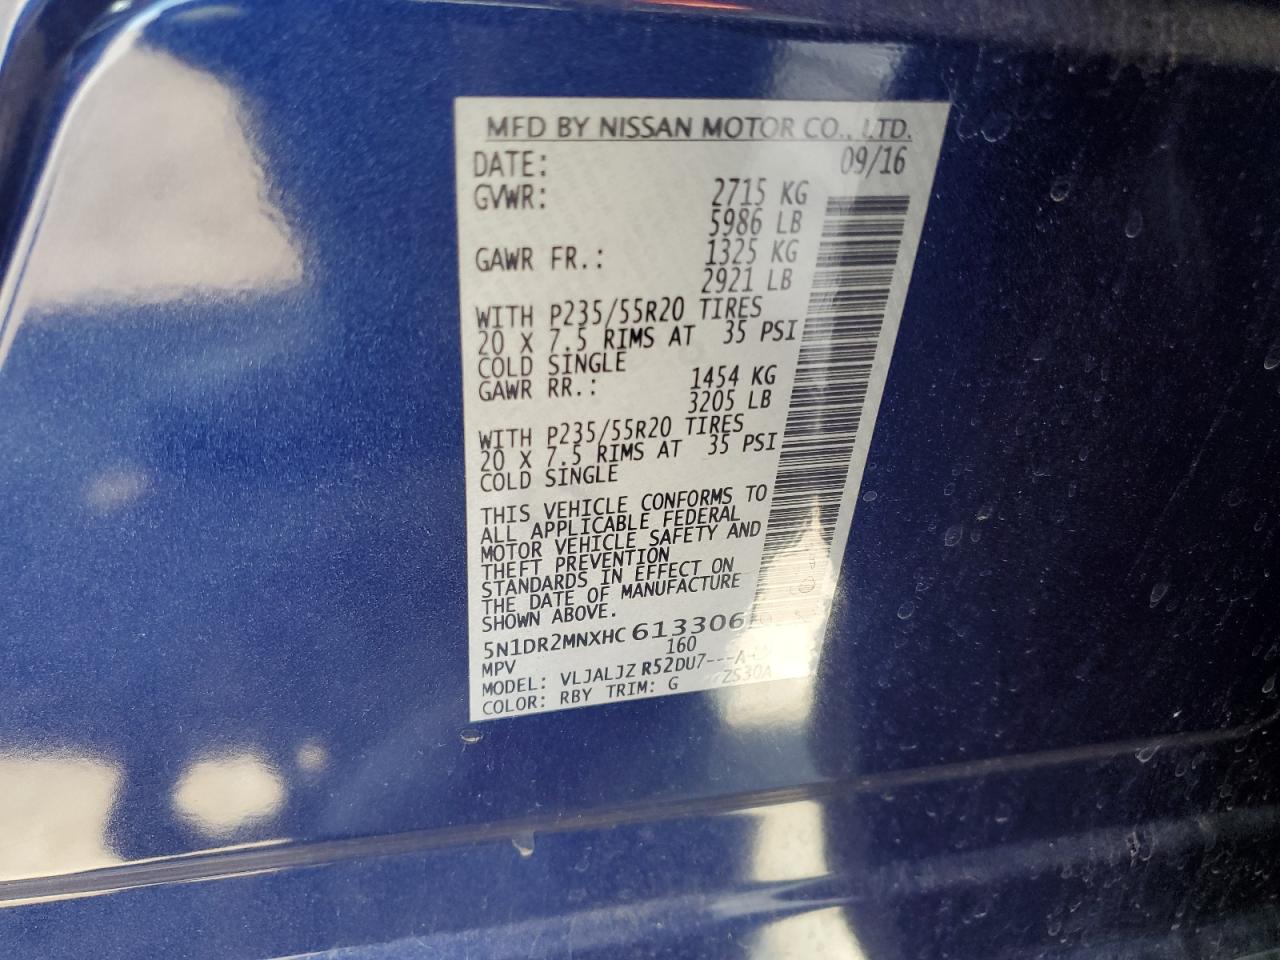 MFD BY NISSAN MOTOR CO., LTD.
DATE: 09/16
GVWR: 2715 KG
5986 LB
GAWR FR.: 1325 KG
2921 LB
WITH P235/55R20 TIRES
20 X 7.5 RIMS AT 35 PSI
COLD SINGLE
GAWR RR.: 1454 KG
3205 LB
WITH P235/55R20 TIRES
20 X 7.5 RIMS AT 35 PSI
COLD SINGLE
THIS VEHICLE CONFORMS TO
ALL APPLICABLE FEDERAL
MOTOR VEHICLE SAFETY AND
THEFT PREVENTION
STANDARDS IN EFFECT ON
THE DATE OF MANUFACTURE
SHOWN ABOVE.
5N1DR2MNXHC 613306
160
MPV
MODEL: VLJALJZ R52DU7---A-
COLOR: RBY TRIM: G